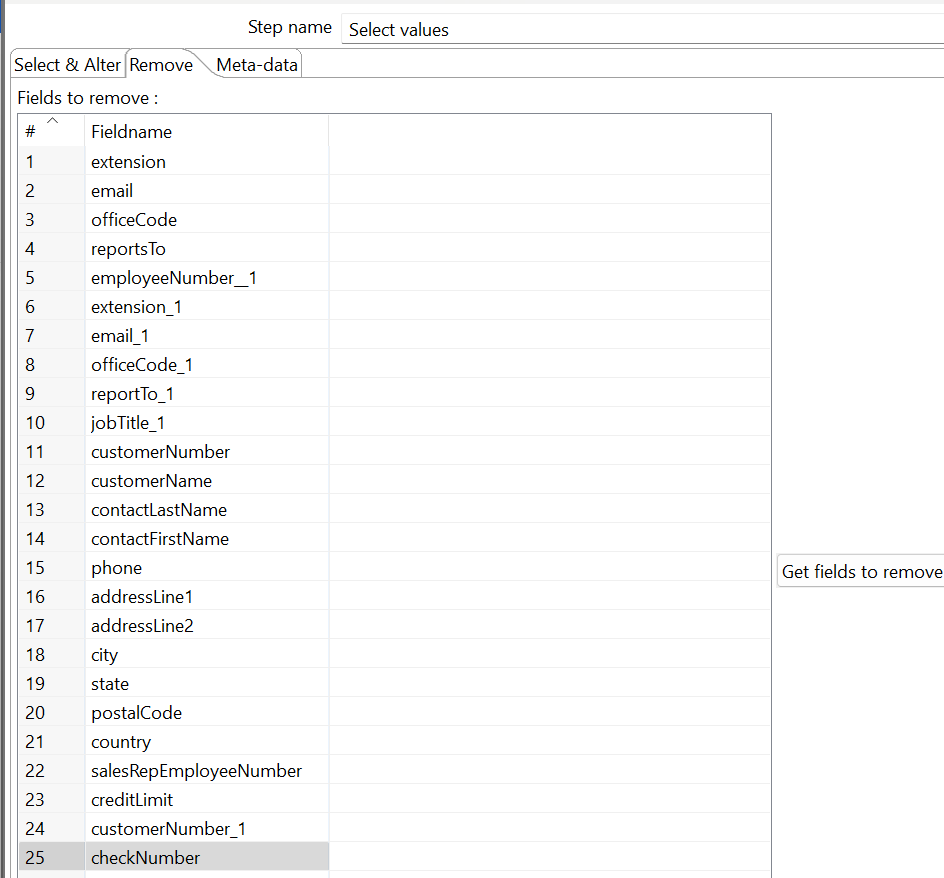 Step name Select values
Select & Alter Remove Meta-data
Fields to remove :
# Fieldname
1 extension
2 email
3 officeCode
4 reportsTo
5 employeeNumber__1
6 extension_1
7 email_1
8 officeCode_1
9 reportTo_1
10 jobTitle_1
11 customerNumber
12 customerName
13 contactLastName
14 contactFirstName
15 phone
Get fields to remove
16 addressLine1
17 addressLine2
18 city
19 state
20 postalCode
21 country
22 salesRepEmployeeNumber
23 creditLimit
24 customerNumber_1
25 checkNumber